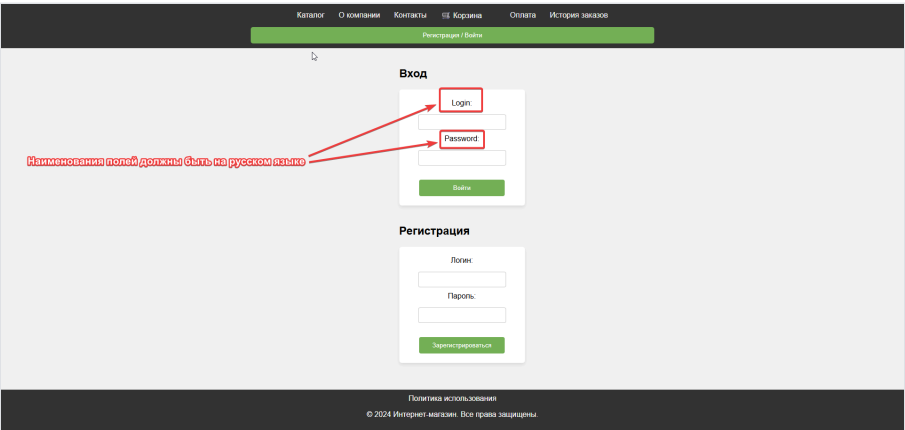 Каталог О компании Контакты Корзина Оплата История заказов
Регистрация / Войти
Вход
Login:
Password:
Наименования полей должны быть на русском языке
Войти
Регистрация
Логин:
Пароль:
Зарегистрироваться
Политика использования
© 2024 Интернет-магазин. Все права защищены.